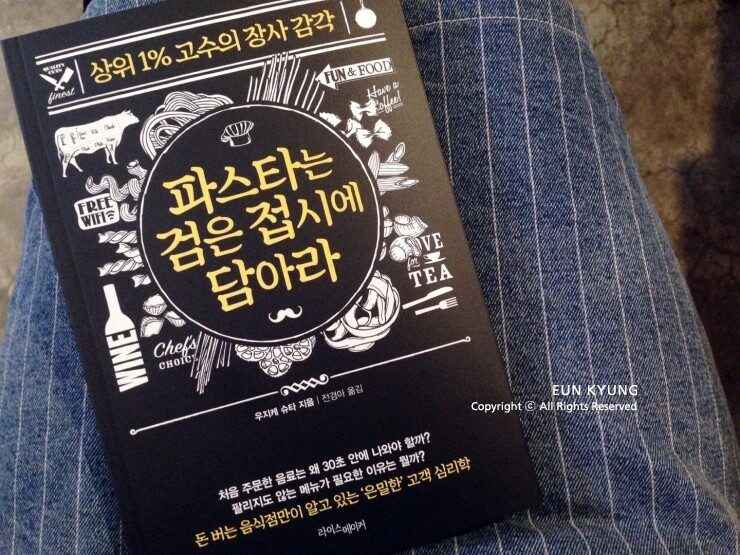 상위 1% 고수의 장사 감각
QUALITY CUTS
finest
FUN & FOOD
Have a Coffee!
FREE WiFi
파스타는
검은 접시에
담아라
TEA
WINE
Chef's
CHOICE
우지케 슈타 지음 | 전경아 옮김
처음 주문한 음료는 왜 30초 안에 나와야 할까?
팔리지도 않는 메뉴가 필요한 이유는 뭘까?
돈 버는 음식점만이 알고 있는 '은밀한' 고객 심리학
라이스메이커
EUN KYUNG
Copyright ⓒ All Rights Reserved